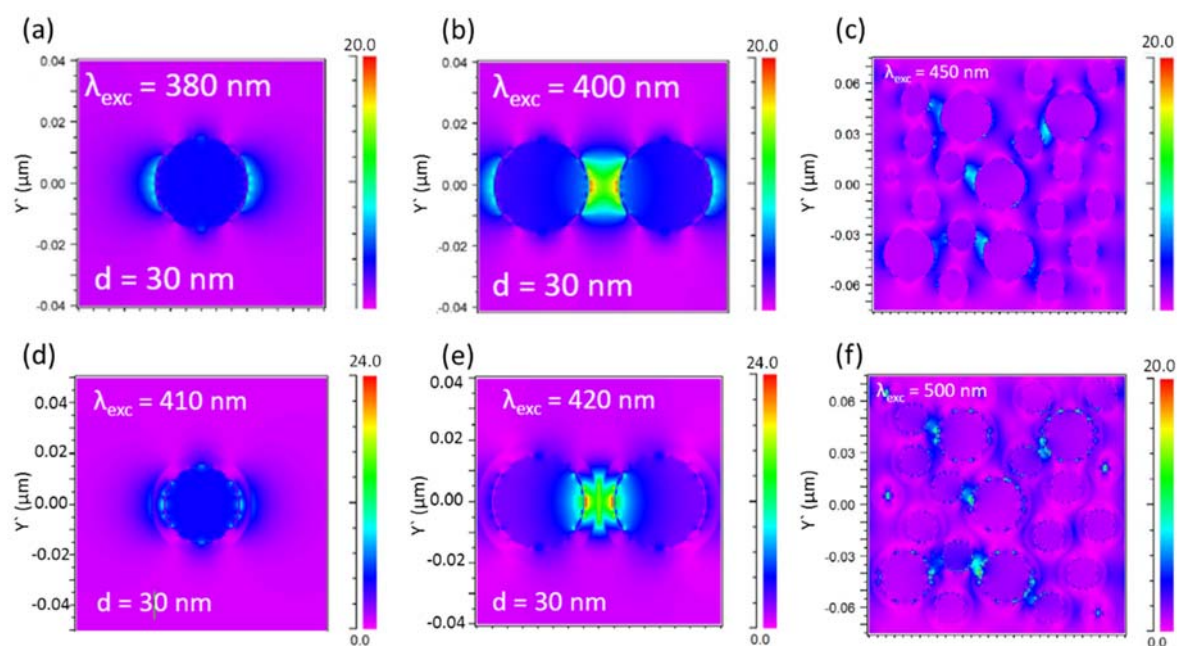 (a)
20.0
0.04
0.02
0.00
-0.02
-0.04
Y` (μm)
λexc = 380 nm
d = 30 nm
(b)
20.0
0.04
0.02
0.00
-0.02
-0.04
Y` (μm)
λexc = 400 nm
d = 30 nm
(c)
20.0
0.06
0.03
0.00
-0.03
-0.06
Y` (μm)
λexc = 450 nm
(d)
24.0
0.04
0.02
0.00
-0.02
-0.04
Y` (μm)
λexc = 410 nm
d = 30 nm
0.0
(e)
24.0
0.04
0.02
0.00
-0.02
-0.04
Y` (μm)
λexc = 420 nm
d = 30 nm
0.0
(f)
20.0
0.06
0.03
0.00
-0.03
-0.06
Y` (μm)
λexc = 500 nm
0.0